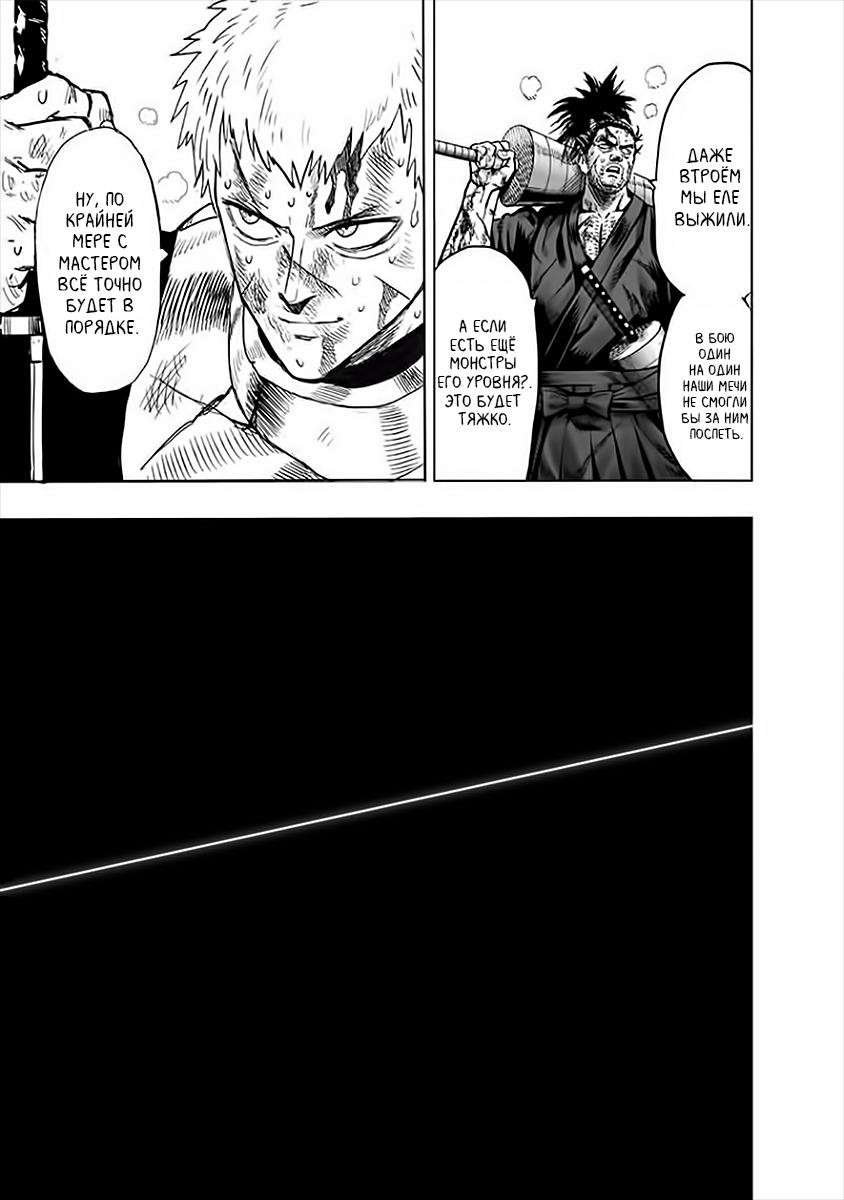 ДАЖЕ
ВТРОЁМ
МЫ ЕЛЕ
ВЫЖИЛИ.
В БОЮ
ОДИН
НА ОДИН
НАШИ МЕЧИ
НЕ СМОГЛИ
БЫ ЗА НИМ
ПОСПЕТЬ.
А ЕСЛИ
ЕСТЬ ЕЩЁ
МОНСТРЫ
ЕГО УРОВНЯ?.
ЭТО БУДЕТ
ТЯЖКО.
НУ, ПО
КРАЙНЕЙ
МЕРЕ С
МАСТЕРОМ
ВСЁ ТОЧНО
БУДЕТ В
ПОРЯДКЕ.